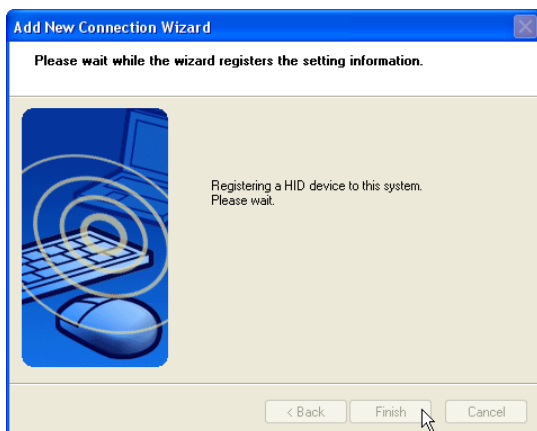 Add New Connection Wizard
Please wait while the wizard registers the setting information.
Registering a HID device to this system.
Please wait.
< Back
Finish
Cancel